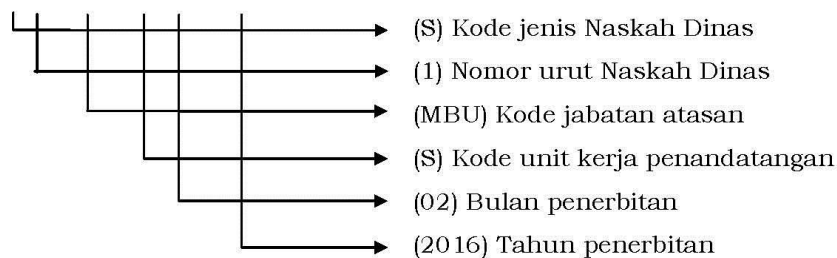 (S) Kode jenis Naskah Dinas
(1) Nomor urut Naskah Dinas
(MBU) Kode jabatan atasan
(S) Kode unit kerja penandatangan
(02) Bulan penerbitan
(2016) Tahun penerbitan